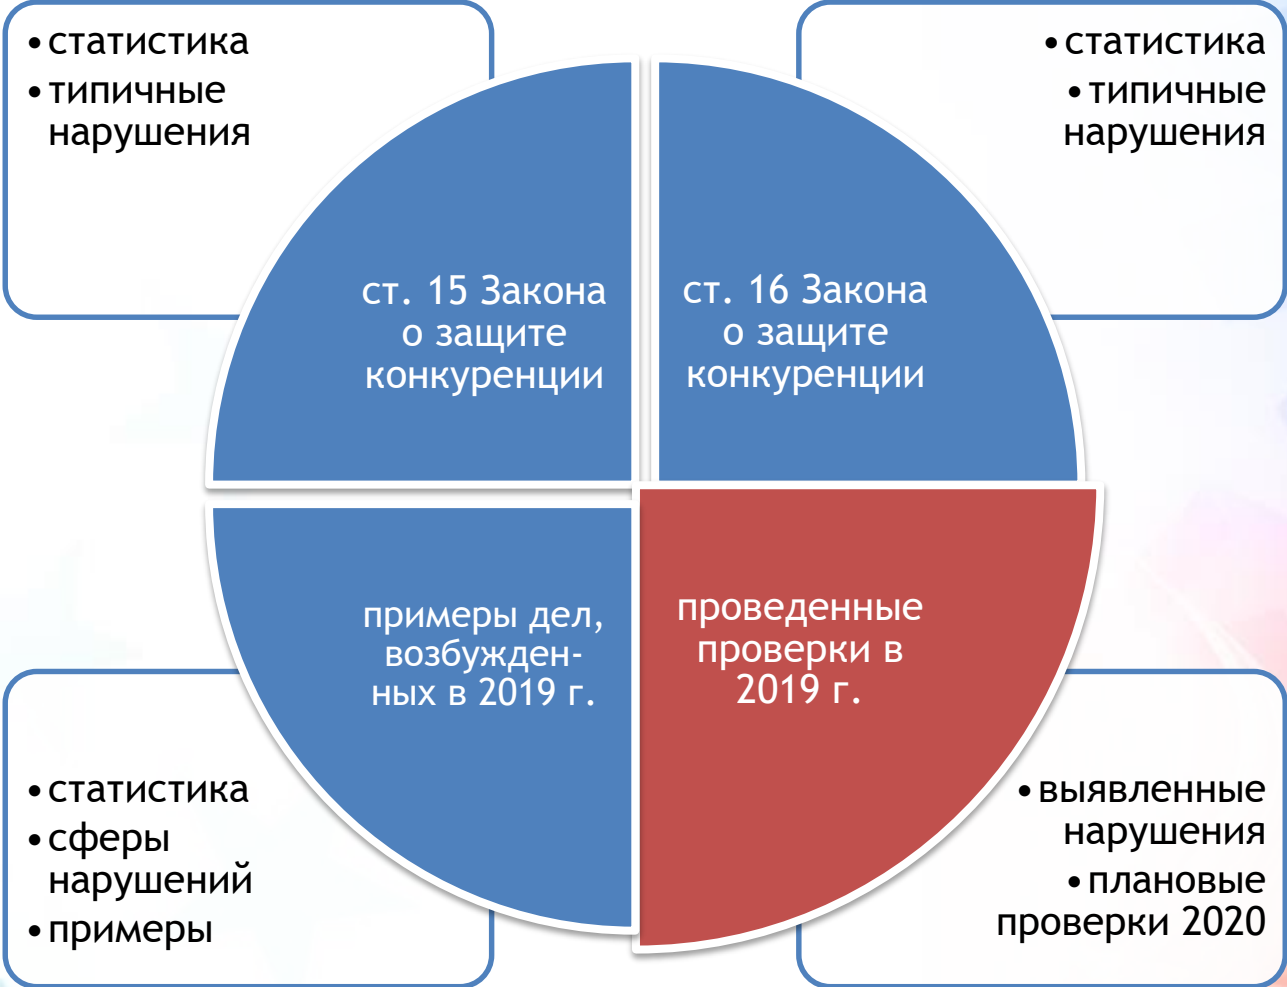 • статистика
• типичные
нарушения
• статистика
• типичные
нарушения
ст. 15 Закона
о защите
конкуренции
ст. 16 Закона
о защите
конкуренции
примеры дел,
возбужден-
ных в 2019 г.
проведенные
проверки в
2019 г.
• статистика
• сферы
нарушений
• примеры
• выявленные
нарушения
• плановые
проверки 2020